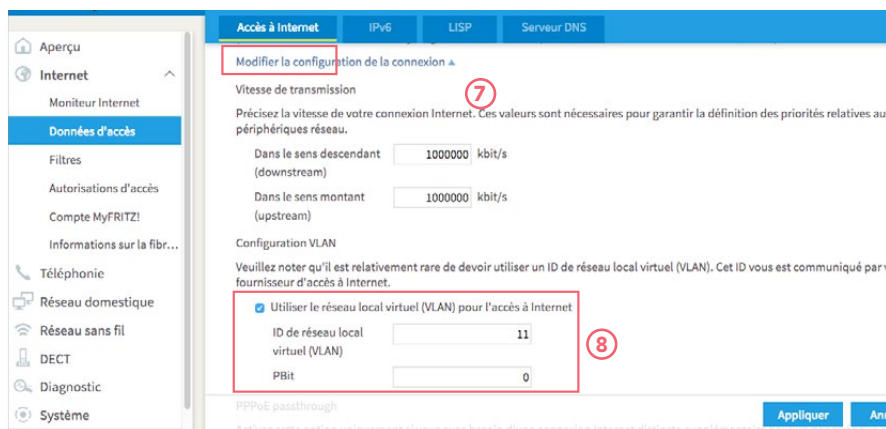 Accès à Internet
IPv6
LISP
Serveur DNS
Aperçu
Internet
Moniteur Internet
Données d'accès
Filtres
Autorisations d'accès
Compte MyFRITZ!
Informations sur la fibr...
Téléphonie
Réseau domestique
Réseau sans fil
DECT
Diagnostic
Système
Modifier la configuration de la connexion
7
Vitesse de transmission
Précisez la vitesse de votre connexion Internet. Ces valeurs sont nécessaires pour garantir la définition des priorités relatives au
périphériques réseau.
Dans le sens descendant
(downstream)
1000000 kbit/s
Dans le sens montant
(upstream)
1000000 kbit/s
Configuration VLAN
Veuillez noter qu'il est relativement rare de devoir utiliser un ID de réseau local virtuel (VLAN). Cet ID vous est communiqué par
fournisseur d'accès à Internet.
Utiliser le réseau local virtuel (VLAN) pour l'accès à Internet
ID de réseau local
virtuel (VLAN)
11
8
PBit
0
PPPoE passthrough
Appliquer